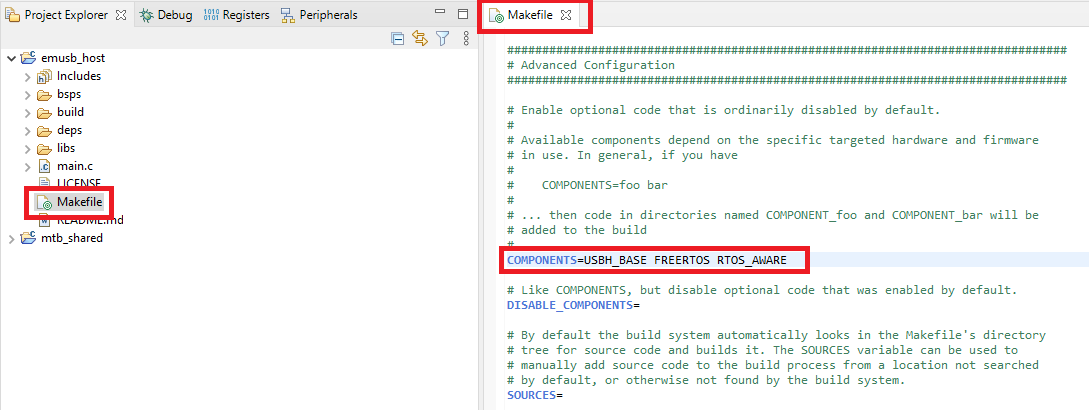 Project Explorer Debug Registers Peripherals
emusb_host
Includes
bsps
build
deps
libs
main.c
LICENSE
Makefile
README.md
mtb_shared
Makefile
################################################################################
# Advanced Configuration
################################################################################
# Enable optional code that is ordinarily disabled by default.
#
# Available components depend on the specific targeted hardware and firmware
# in use. In general, if you have
#
#    COMPONENTS=foo bar
#
# ... then code in directories named COMPONENT_foo and COMPONENT_bar will be
# added to the build
#
COMPONENTS=USBH_BASE FREERTOS RTOS_AWARE
# Like COMPONENTS, but disable optional code that was enabled by default.
DISABLE_COMPONENTS=
# By default the build system automatically looks in the Makefile's directory
# tree for source code and builds it. The SOURCES variable can be used to
# manually add source code to the build process from a location not searched
# by default, or otherwise not found by the build system.
SOURCES=